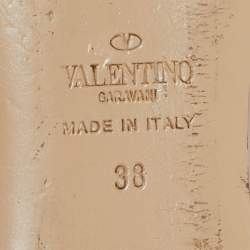 VALENTINO
GARAVANI
MADE IN ITALY
38